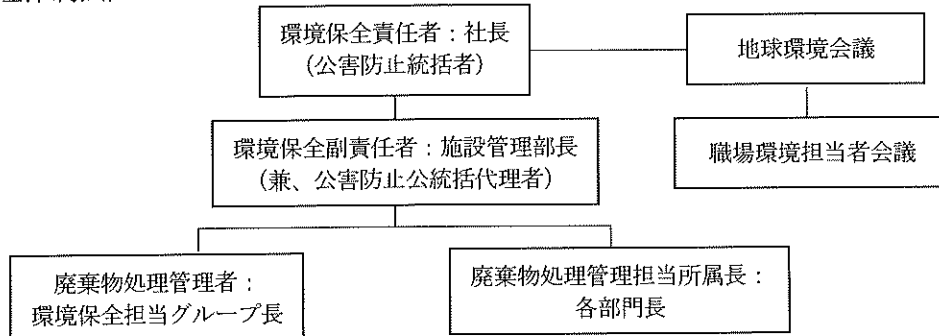 環境保全責任者：社長
（公害防止統括者）
地球環境会議
環境保全副責任者：施設管理部長
（兼、公害防止公統括代理者）
職場環境担当者会議
廃棄物処理管理者：
環境保全担当グループ長
廃棄物処理管理担当所属長：
各部門長